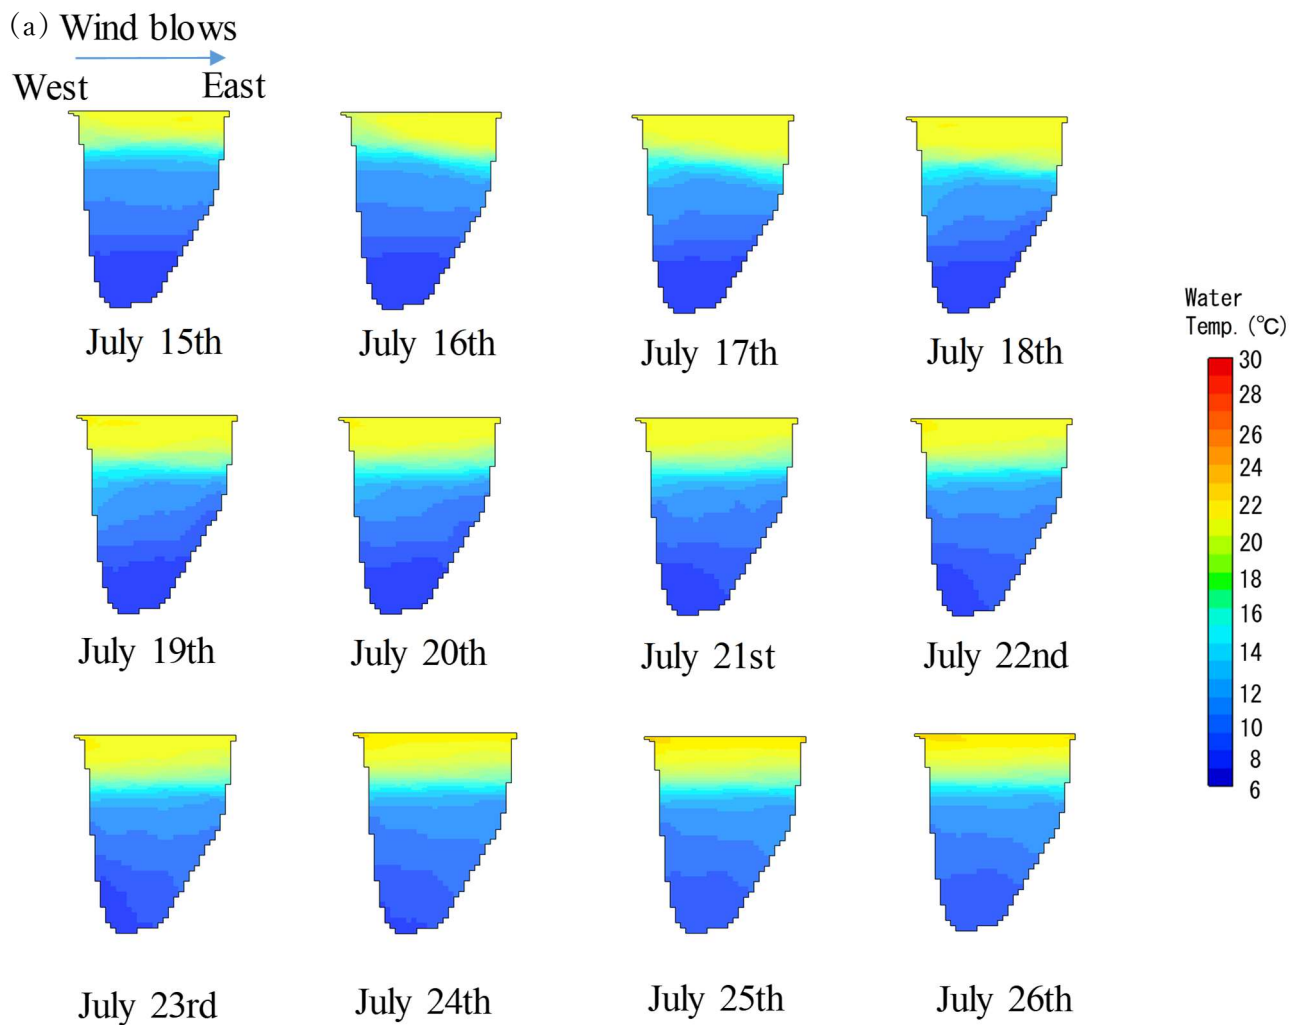 (a) Wind blows
West East
July 15th July 16th July 17th July 18th
Water
Temp. (℃)
30
28
26
24
22
20
18
16
14
12
10
8
6
July 19th July 20th July 21st July 22nd
July 23rd July 24th July 25th July 26th